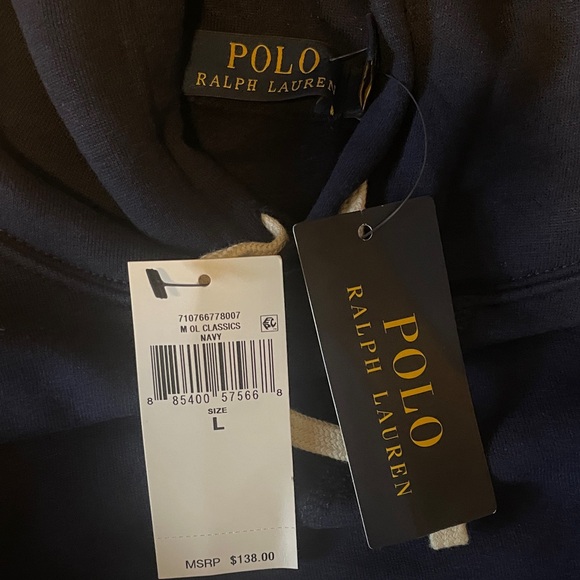 POLO
RALPH LAUREN
710766778007
M OL CLASSICS
NAVY
8 85400 57566 8
SIZE
L
MSRP $138.00
POLO
RALPH LAUREN